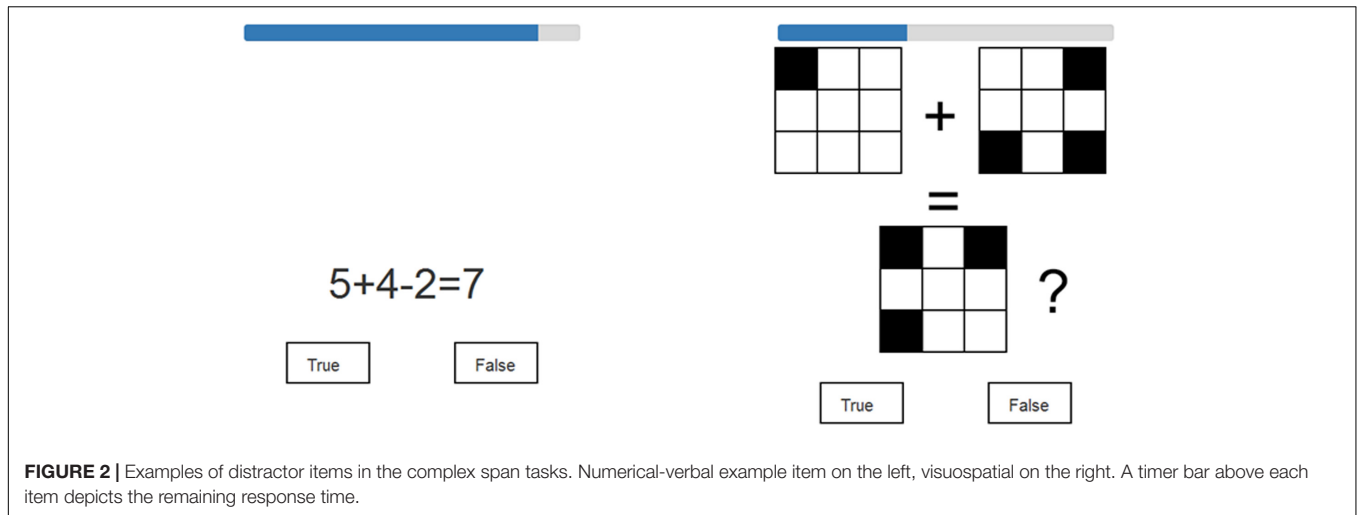 +
=
?
5+4-2=7
True
False
True
False
FIGURE 2 | Examples of distractor items in the complex span tasks. Numerical-verbal example item on the left, visuospatial on the right. A timer bar above each
item depicts the remaining response time.